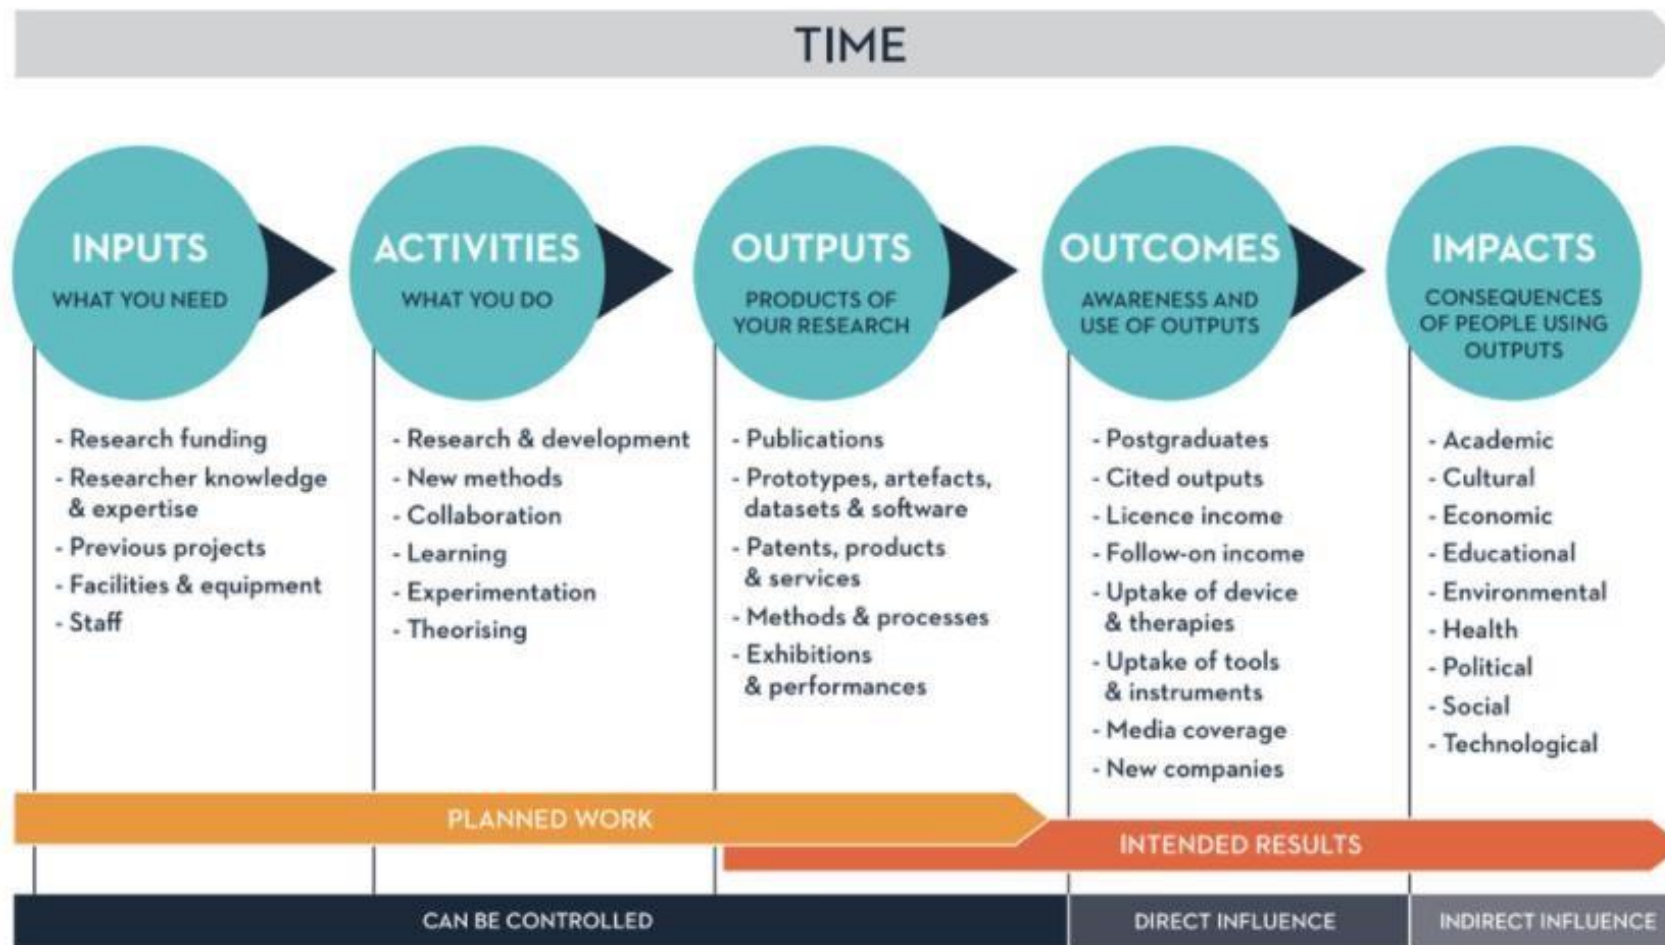 TIME
INPUTS
WHAT YOU NEED
- Research funding
- Researcher knowledge
& expertise
- Previous projects
- Facilities & equipment
- Staff
ACTIVITIES
WHAT YOU DO
- Research & development
- New methods
- Collaboration
- Learning
- Experimentation
- Theorising
OUTPUTS
PRODUCTS OF
YOUR RESEARCH
- Publications
- Prototypes, artefacts,
datasets & software
- Patents, products
& services
- Methods & processes
- Exhibitions
& performances
OUTCOMES
AWARENESS AND
USE OF OUTPUTS
- Postgraduates
- Cited outputs
- Licence income
- Follow-on income
- Uptake of device
& therapies
- Uptake of tools
& instruments
- Media coverage
- New companies
IMPACTS
CONSEQUENCES
OF PEOPLE USING
OUTPUTS
- Academic
- Cultural
- Economic
- Educational
- Environmental
- Health
- Political
- Social
- Technological
PLANNED WORK
INTENDED RESULTS
CAN BE CONTROLLED
DIRECT INFLUENCE
INDIRECT INFLUENCE